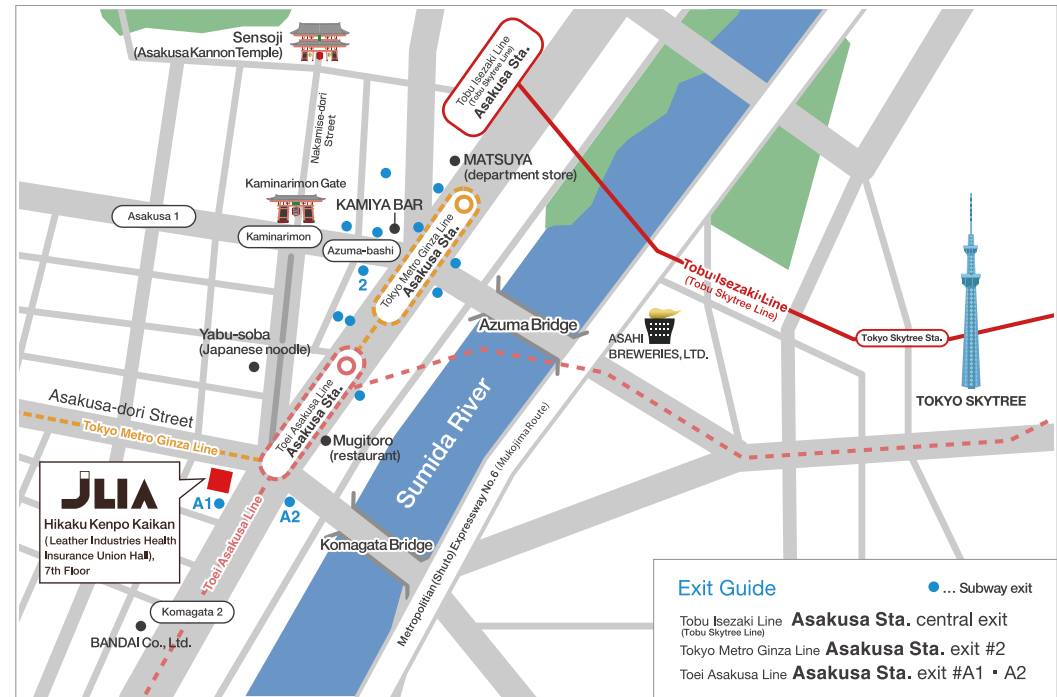 Sensoji
(Asakusa Kannon Temple)
Nakamise-dori
Street
Tobu Isezaki Line
(Tobu Skytree Line)
Asakusa Sta.
MATSUYA
(department store)
Kaminarimon Gate
KAMIYA BAR
Asakusa 1
Kaminarimon
Azuma-bashi
2
Tokyo Metro Ginza Line
Asakusa Sta.
Tobu Isezaki Line
(Tobu Skytree Line)
Azuma Bridge
ASAHI
BREWERIES, LTD.
Tokyo Skytree Sta.
TOKYO SKYTREE
Yabu-soba
(Japanese noodle)
Toei Asakusa Line
Asakusa Sta.
Asakusa-dori Street
Tokyo Metro Ginza Line
Mugitoro
(restaurant)
Sumida River
Metropolitian (Shuto) Expressway No.6 (Mukojima Route)
JLIA
Hikaku Kenpo Kaikan
(Leather Industries Health
Insurance Union Hall),
7th Floor
A1
A2
Toei Asakusa Line
Komagata Bridge
Komagata 2
BANDAI Co., Ltd.
Exit Guide
... Subway exit
Tobu Isezaki Line Asakusa Sta. central exit
(Tobu Skytree Line)
Tokyo Metro Ginza Line Asakusa Sta. exit #2
Toei Asakusa Line Asakusa Sta. exit #A1・A2